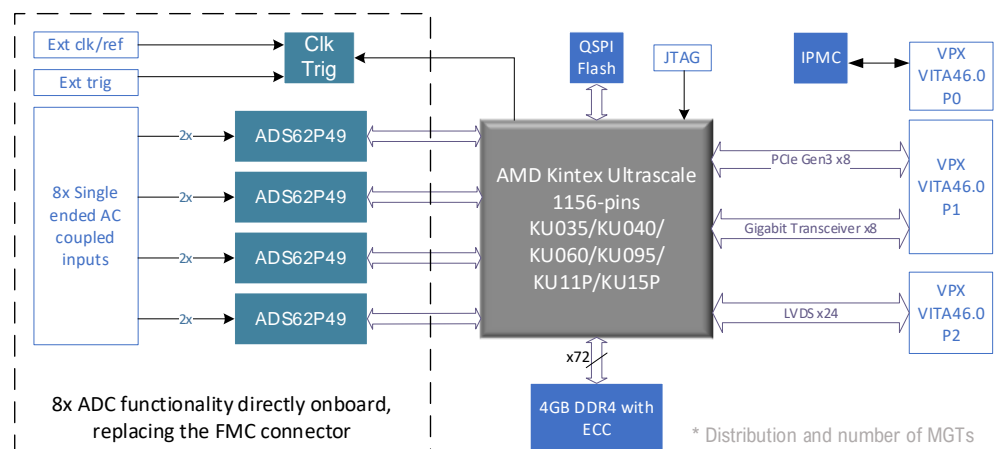 Ext clk/ref
Ext trig
Clk
Trig
QSPI
Flash
JTAG
IPMC
VPX
VITA46.0
P0
8x Single
ended AC
coupled
inputs
2x
ADS62P49
2x
ADS62P49
2x
ADS62P49
2x
ADS62P49
AMD Kintex Ultrascale
1156-pins
KU035/KU040/
KU060/KU095/
KU11P/KU15P
PCIe Gen3 x8
Gigabit Transceiver x8
VPX
VITA46.0
P1
LVDS x24
VPX
VITA46.0
P2
x72
4GB DDR4 with
ECC
8x ADC functionality directly onboard,
replacing the FMC connector
* Distribution and number of MGTs